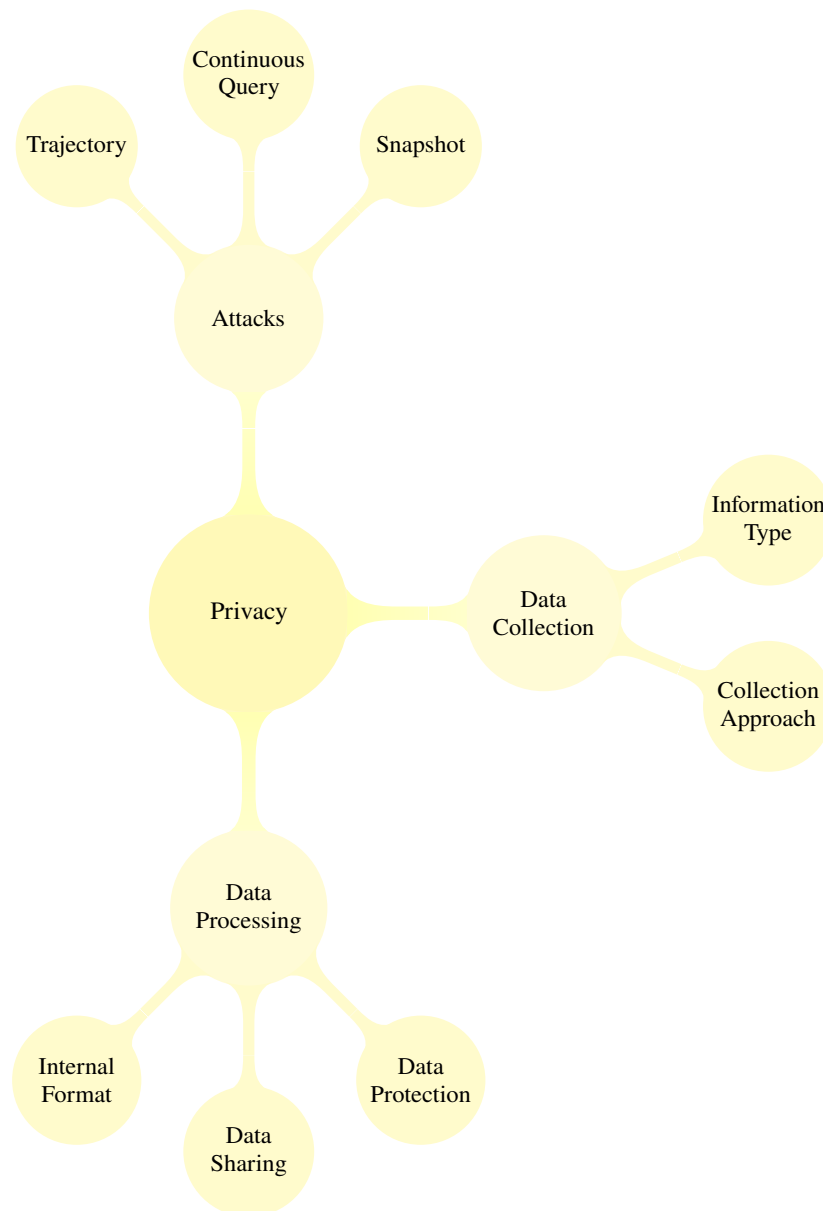 Continuous
Query
Trajectory
Snapshot
Attacks
Information
Type
Privacy
Data
Collection
Collection
Approach
Data
Processing
Internal
Format
Data
Protection
Data
Sharing